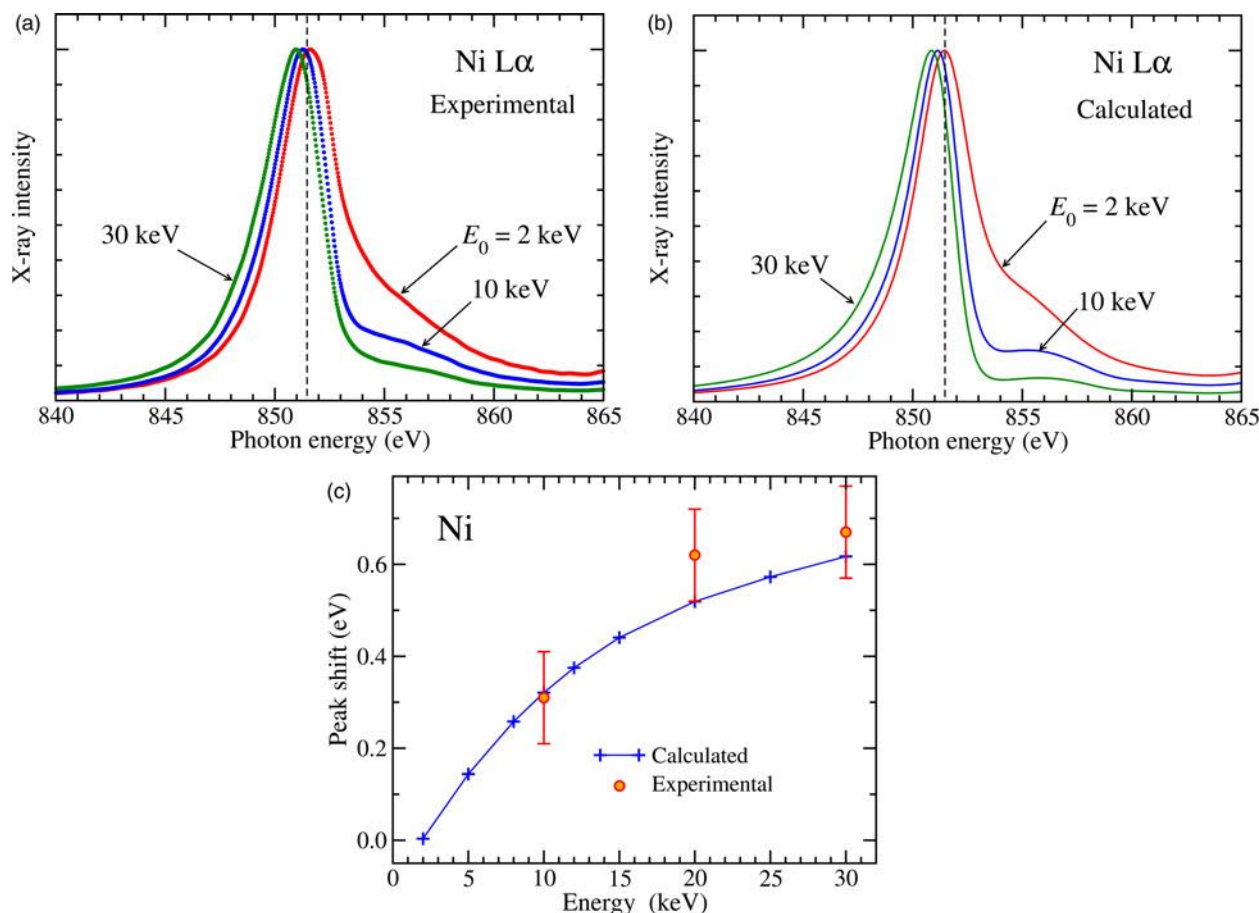 (a)
Ni Lα
Experimental
30 keV
E0 = 2 keV
10 keV
X-ray intensity
840 845 850 855 860 865
Photon energy (eV)
(b)
Ni Lα
Calculated
30 keV
E0 = 2 keV
10 keV
X-ray intensity
840 845 850 855 860 865
Photon energy (eV)
(c)
Ni
0.6
0.4
0.2
0.0
Peak shift (eV)
Calculated
Experimental
0 5 10 15 20 25 30
Energy (keV)